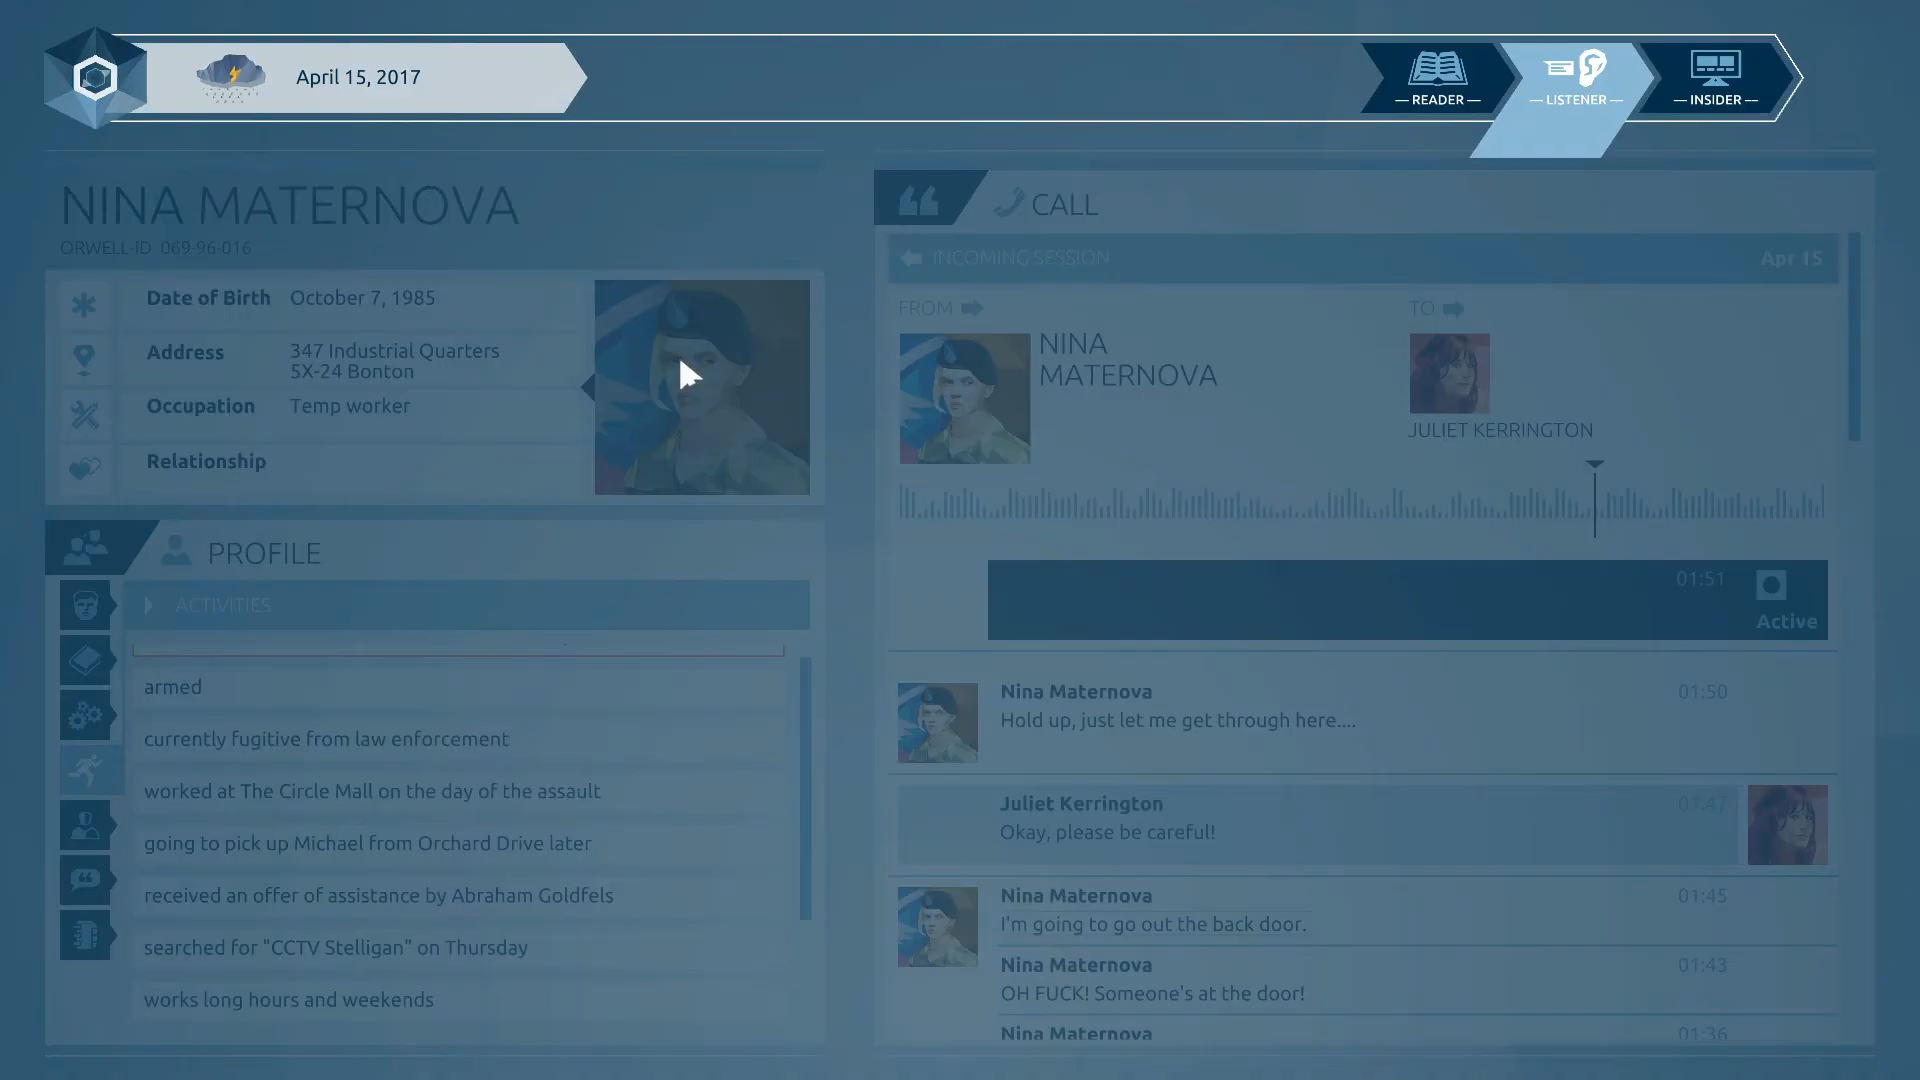 April 15, 2017
— READER —
— LISTENER —
— INSIDER —
NINA MATERNOVA
ORWELL-ID 069-96-016
Date of Birth October 7, 1985
Address 347 Industrial Quarters
5X-24 Bonton
Occupation Temp worker
Relationship
PROFILE
ACTIVITIES
armed
currently fugitive from law enforcement
worked at The Circle Mall on the day of the assault
going to pick up Michael from Orchard Drive later
received an offer of assistance by Abraham Goldfels
searched for "CCTV Stelligan" on Thursday
works long hours and weekends
CALL
INCOMING SESSION Apr 15
FROM TO
NINA
MATERNOVA
JULIET KERRINGTON
01:51
Active
Nina Maternova 01:50
Hold up, just let me get through here....
Juliet Kerrington 01:47
Okay, please be careful!
Nina Maternova 01:45
I'm going to go out the back door.
Nina Maternova 01:43
OH FUCK! Someone's at the door!
Nina Maternova 01:36